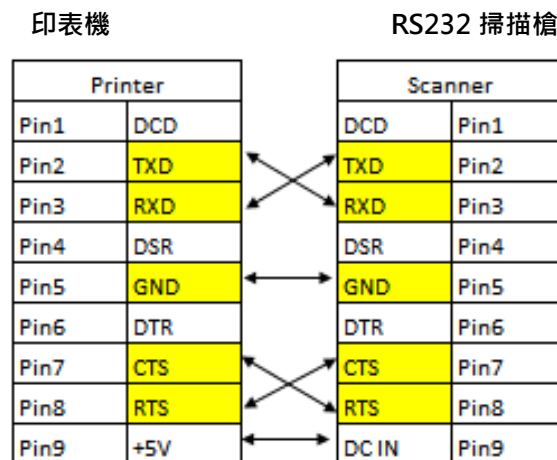 印表機 RS232 掃描槍
Printer Scanner
Pin1 DCD DCD Pin1
Pin2 TXD TXD Pin2
Pin3 RXD RXD Pin3
Pin4 DSR DSR Pin4
Pin5 GND GND Pin5
Pin6 DTR DTR Pin6
Pin7 CTS CTS Pin7
Pin8 RTS RTS Pin8
Pin9 +5V DC IN Pin9